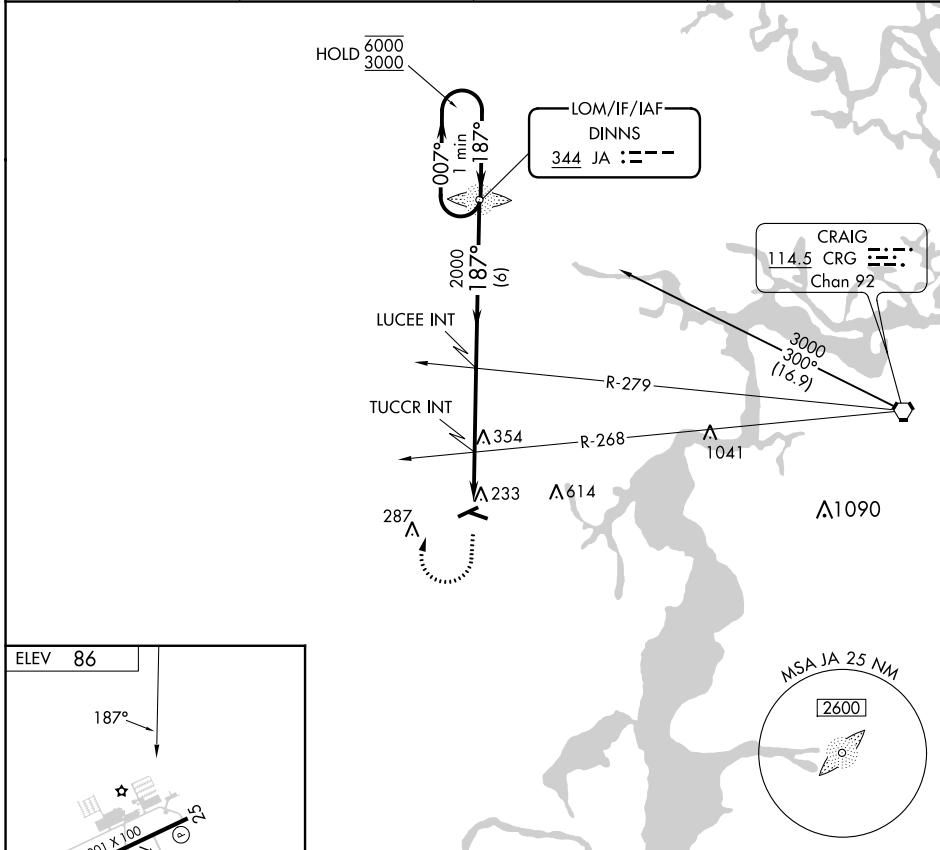 HOLD 6000
3000
LOM/IF/IAF
DINNS
344 JA
007°
1 min
187°
CRAIG
114.5 CRG
Chan 92
2000
187°
(6)
LUCEE INT
3000
300°
(16.9)
R-279
TUCCR INT
354
R-268
1041
233
614
287
1090
ELEV 86
187°
MSA JA 25 NM
2600
25
P
01 X 100